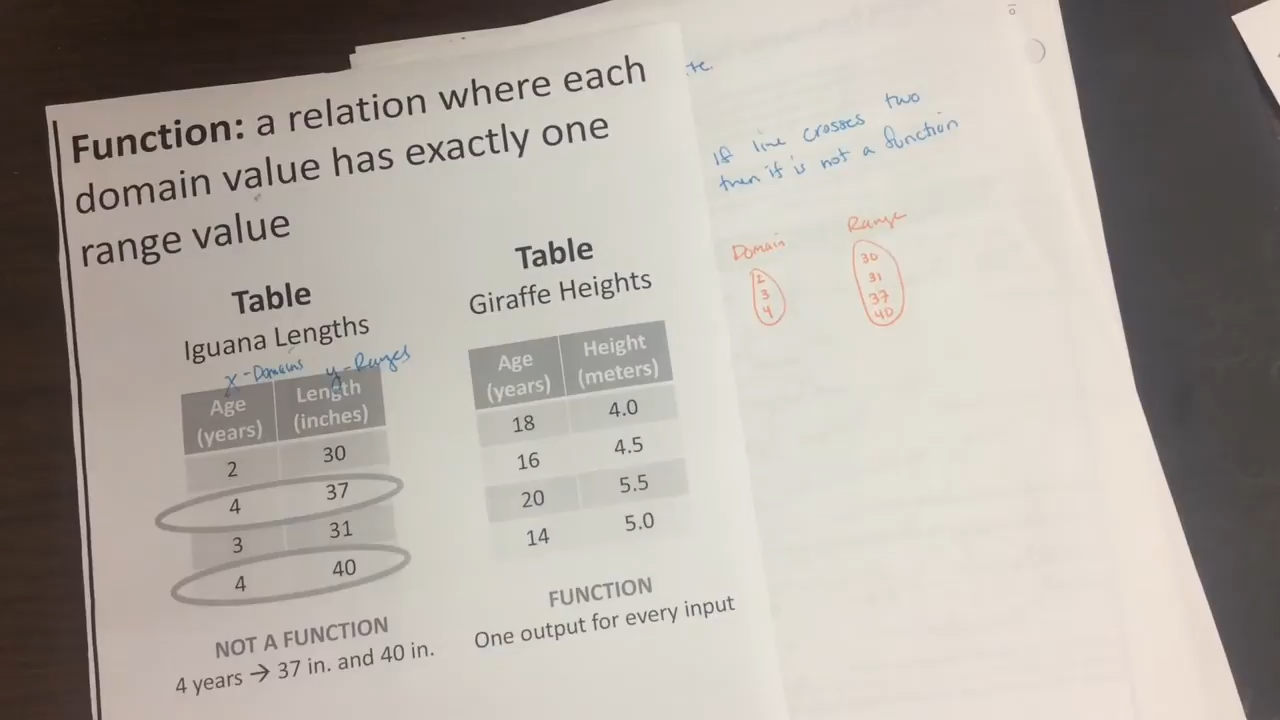 Function: a relation where each
domain value has exactly one
range value
Table
Iguana Lengths
x-Domains y-Ranges
Age (years) Length (inches)
2 30
4 37
3 31
4 40
NOT A FUNCTION
4 years → 37 in. and 40 in.
Table
Giraffe Heights
Age (years) Height (meters)
18 4.0
16 4.5
20 5.5
14 5.0
FUNCTION
One output for every input
If line crosses two
then it is not a function
Domain Range
2
3
4
30
31
37
40